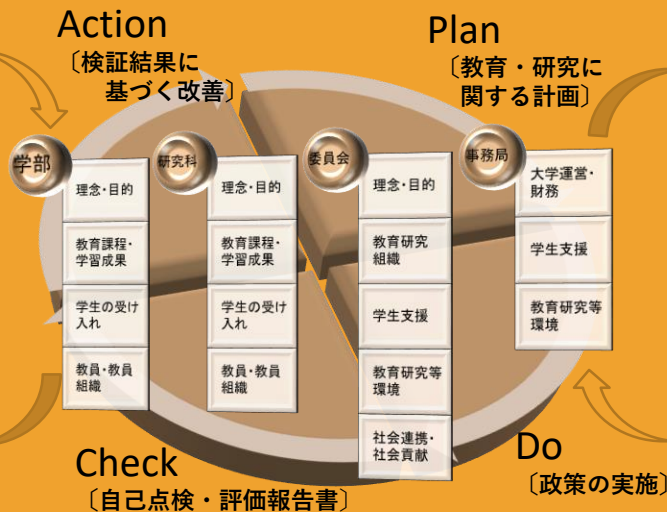 Action
〔検証結果に
基づく改善〕
Plan
〔教育・研究に
関する計画〕
学部
理念・目的
教育課程・
学習成果
学生の受け
入れ
教員・教員
組織
研究科
理念・目的
教育課程・
学習成果
学生の受け
入れ
教員・教員
組織
委員会
理念・目的
教育研究
組織
学生支援
教育研究等
環境
社会連携・
社会貢献
事務局
大学運営・
財務
学生支援
教育研究等
環境
Check
〔自己点検・評価報告書〕
Do
〔政策の実施〕